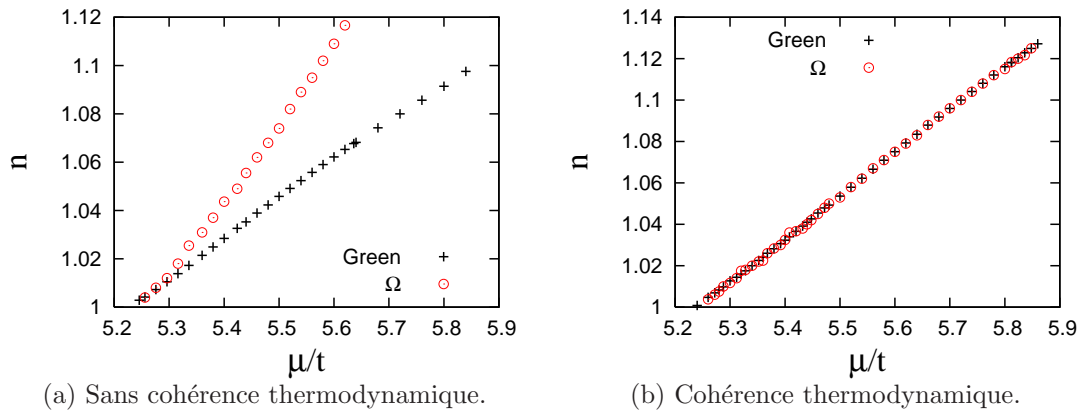 1.12
1.1
1.08
1.06
1.04
1.02
1
n
5.2 5.3 5.4 5.5 5.6 5.7 5.8 5.9
μ/t
Green
Ω
(a) Sans cohérence thermodynamique.
1.14
1.12
1.1
1.08
1.06
1.04
1.02
1
n
5.2 5.3 5.4 5.5 5.6 5.7 5.8 5.9
μ/t
Green
Ω
(b) Cohérence thermodynamique.